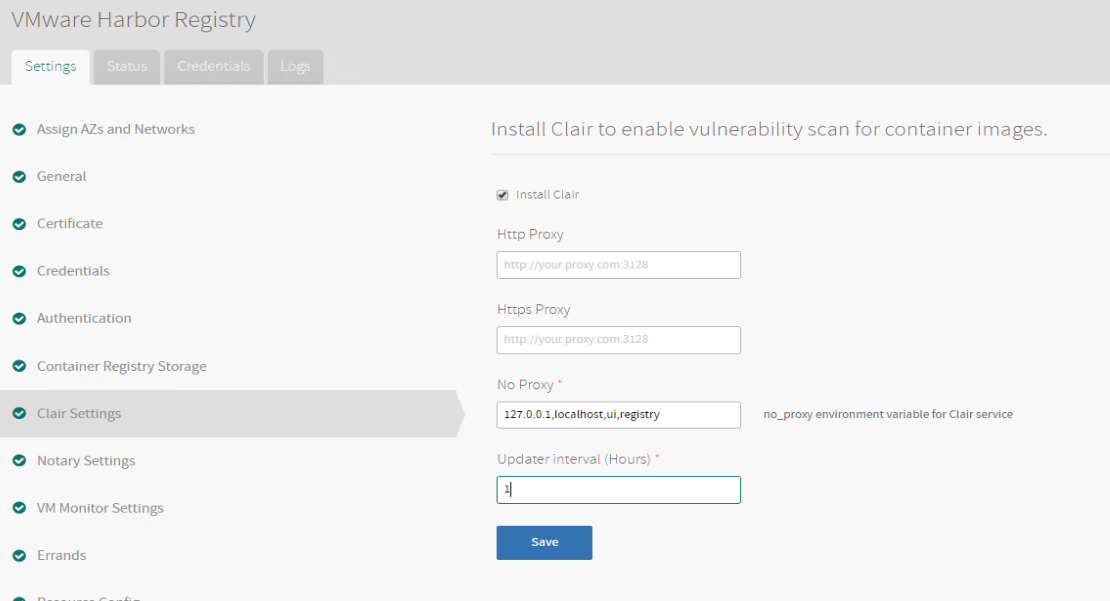 VMware Harbor Registry
Settings Status Credentials Logs
Assign AZs and Networks
General
Certificate
Credentials
Authentication
Container Registry Storage
Clair Settings
Notary Settings
VM Monitor Settings
Errands
Resource Config
Install Clair to enable vulnerability scan for container images.
Install Clair
Http Proxy
http://your.proxy.com:3128
Https Proxy
http://your.proxy.com:3128
No Proxy *
127.0.0.1,localhost,ui,registry no_proxy environment variable for Clair service
Updater interval (Hours) *
1
Save